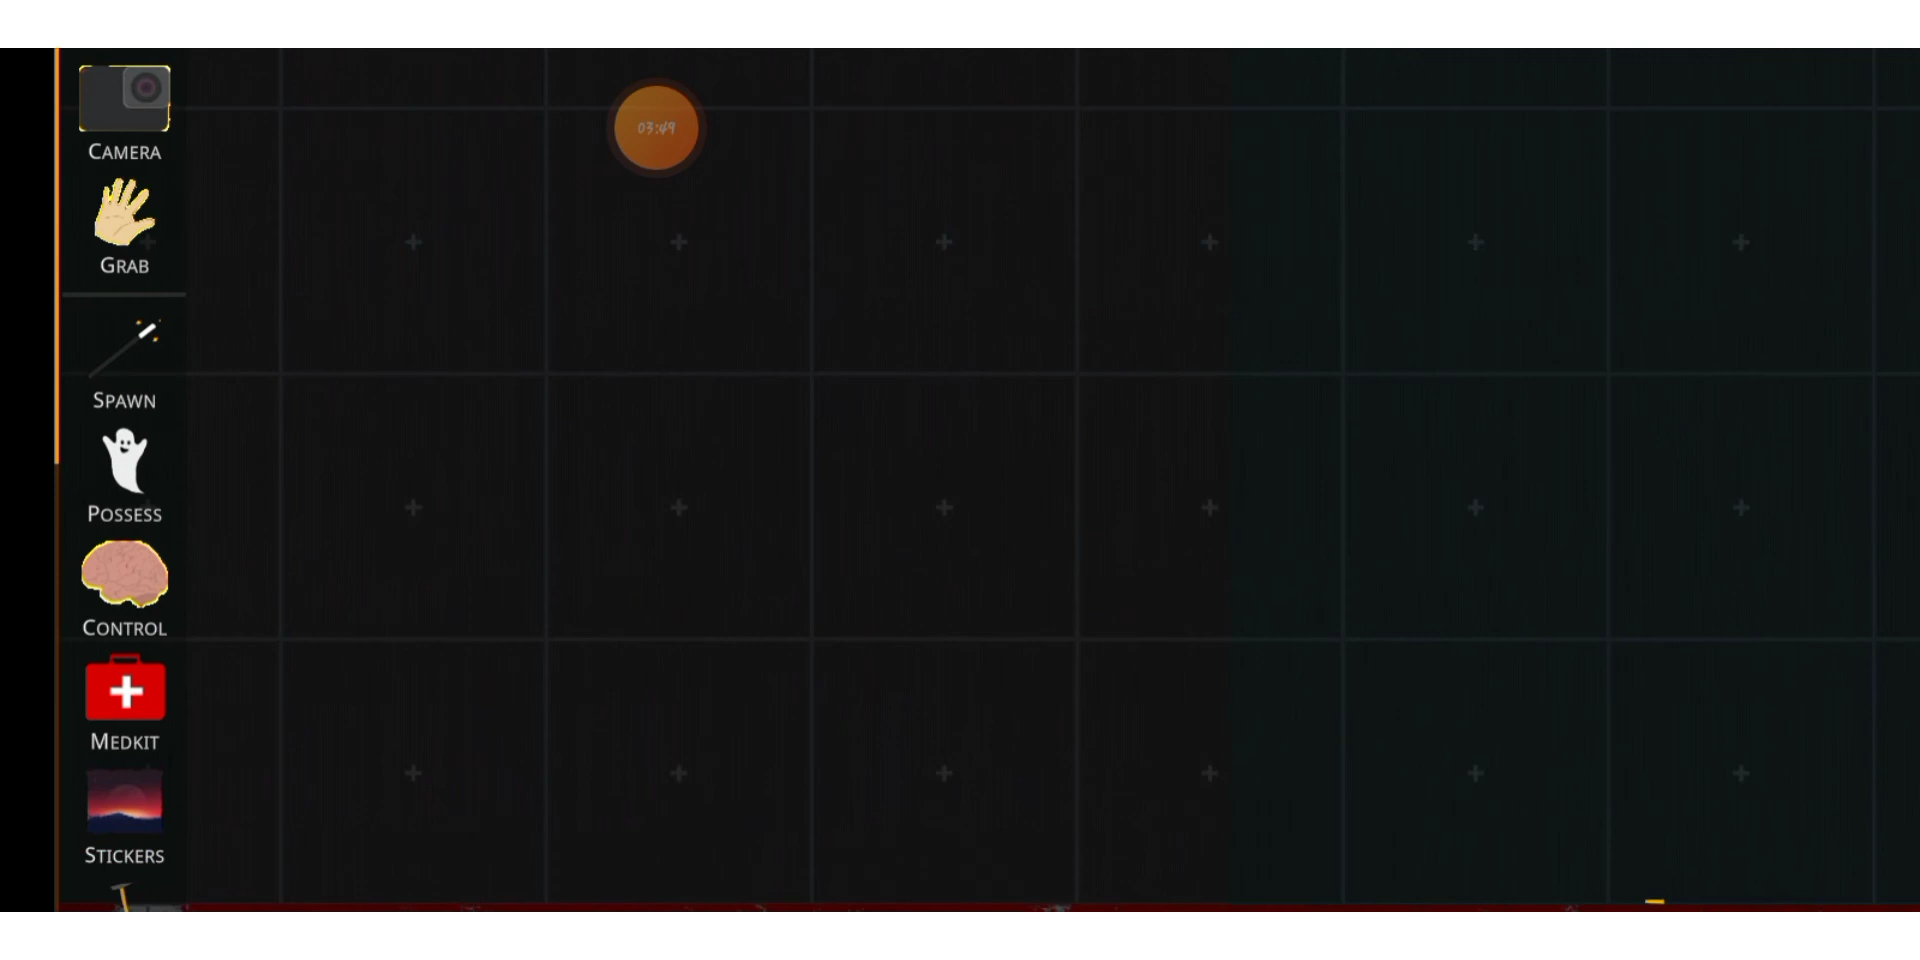 03:49
CAMERA
GRAB
SPAWN
POSSESS
CONTROL
MEDKIT
STICKERS